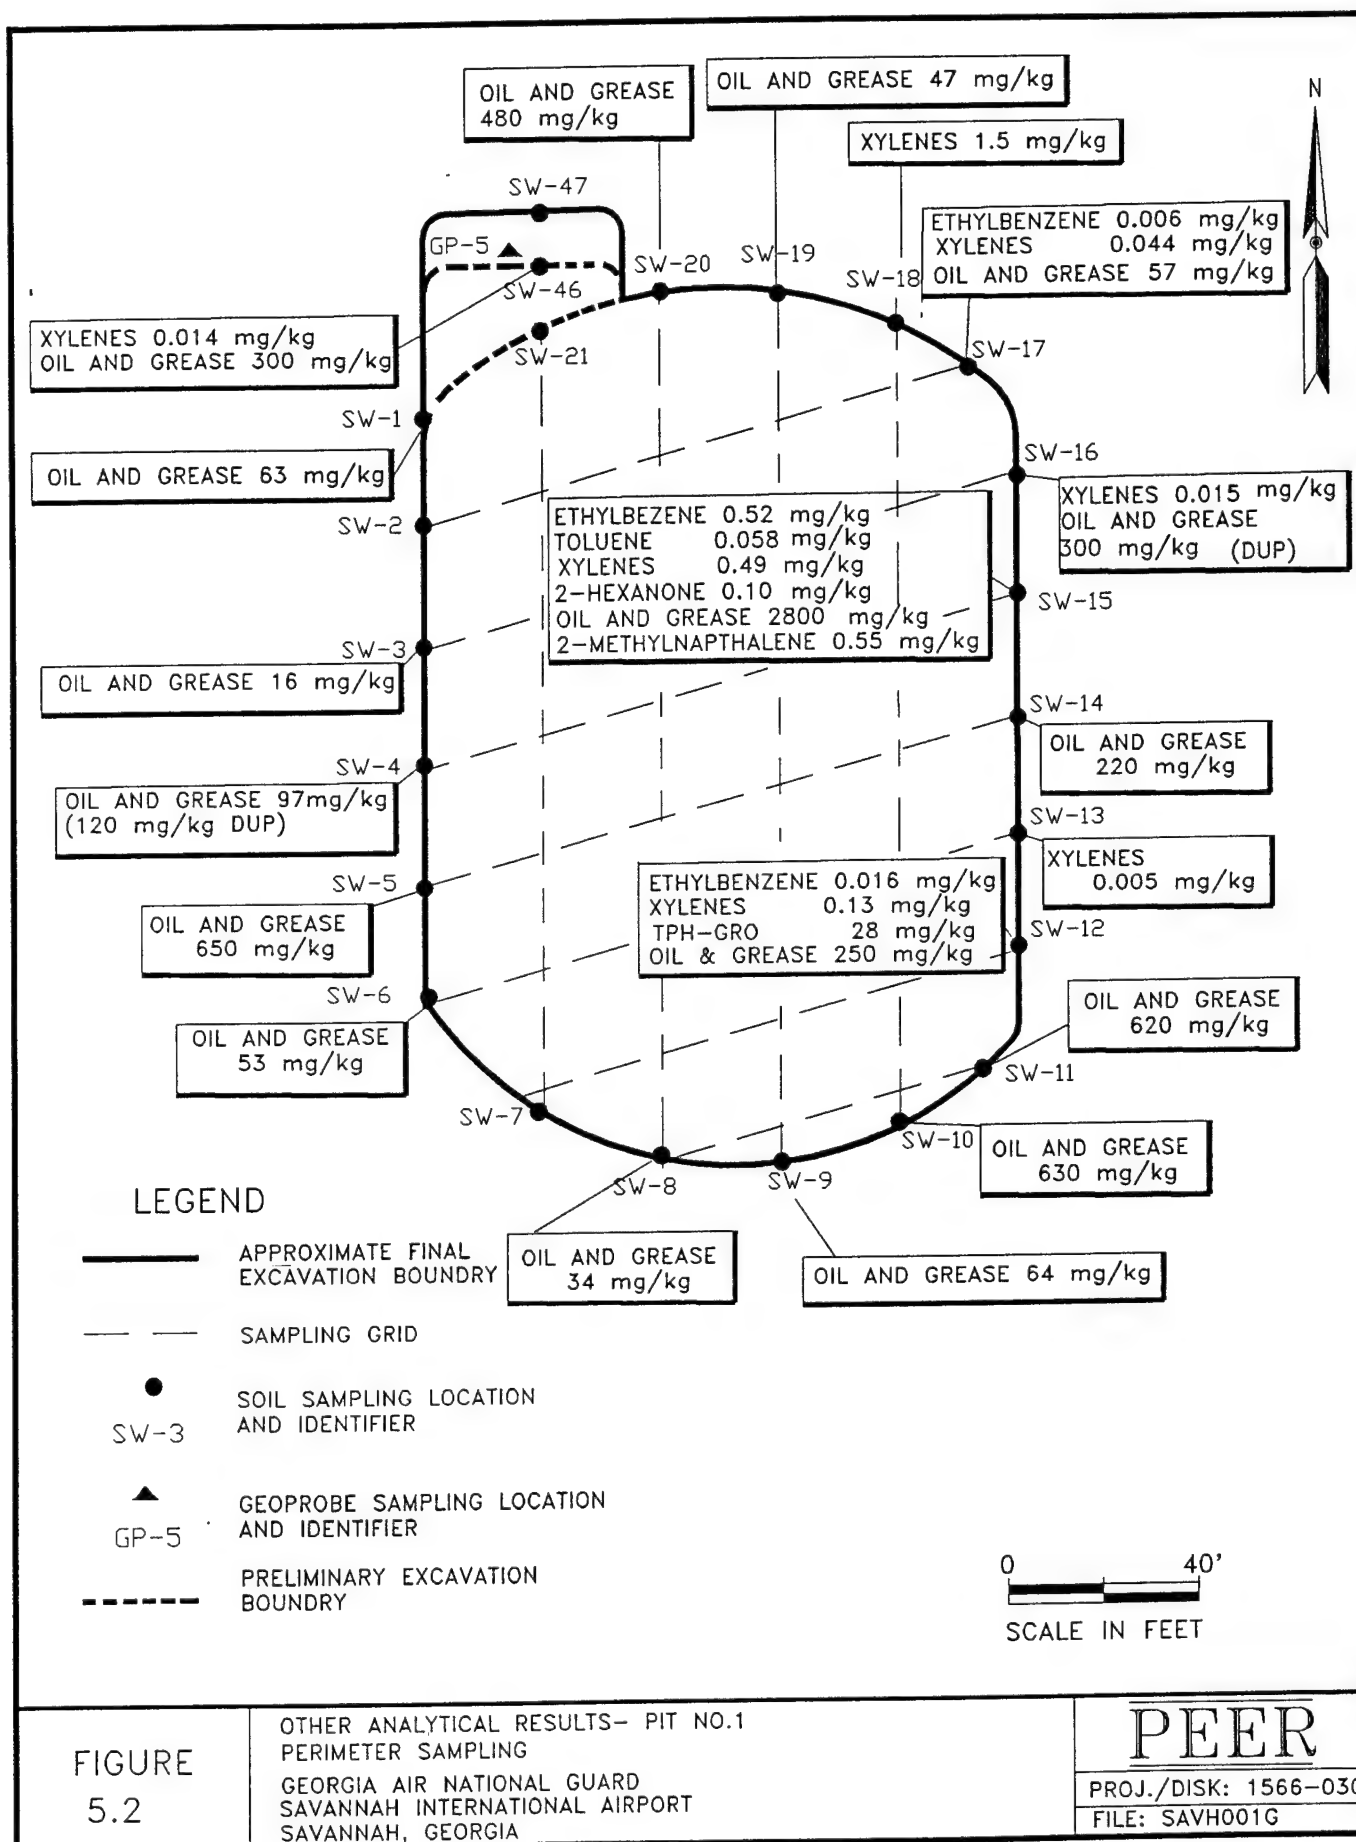 OIL AND GREASE
480 mg/kg
OIL AND GREASE 47 mg/kg
XYLENES 1.5 mg/kg
N
SW-47
ETHYLBENZENE 0.006 mg/kg
XYLENES 0.044 mg/kg
OIL AND GREASE 57 mg/kg
GP-5
SW-46
SW-20
SW-19
SW-18
XYLENES 0.014 mg/kg
OIL AND GREASE 300 mg/kg
SW-21
SW-17
SW-1
OIL AND GREASE 63 mg/kg
SW-16
XYLENES 0.015 mg/kg
OIL AND GREASE
300 mg/kg (DUP)
SW-2
ETHYLBEZENE 0.52 mg/kg
TOLUENE 0.058 mg/kg
XYLENES 0.49 mg/kg
2-HEXANONE 0.10 mg/kg
OIL AND GREASE 2800 mg/kg
2-METHYLNAPTHALENE 0.55 mg/kg
SW-15
SW-3
OIL AND GREASE 16 mg/kg
SW-14
OIL AND GREASE
220 mg/kg
SW-4
OIL AND GREASE 97mg/kg
(120 mg/kg DUP)
SW-13
XYLENES
0.005 mg/kg
SW-5
OIL AND GREASE
650 mg/kg
ETHYLBENZENE 0.016 mg/kg
XYLENES 0.13 mg/kg
TPH-GRO 28 mg/kg
OIL & GREASE 250 mg/kg
SW-12
SW-6
OIL AND GREASE
53 mg/kg
OIL AND GREASE
620 mg/kg
SW-11
SW-7
SW-10
OIL AND GREASE
630 mg/kg
SW-8
SW-9
OIL AND GREASE
34 mg/kg
OIL AND GREASE 64 mg/kg
LEGEND
APPROXIMATE FINAL
EXCAVATION BOUNDRY
SAMPLING GRID
SW-3
SOIL SAMPLING LOCATION
AND IDENTIFIER
GP-5
GEOPROBE SAMPLING LOCATION
AND IDENTIFIER
PRELIMINARY EXCAVATION
BOUNDRY
0 40'
SCALE IN FEET
FIGURE
5.2
OTHER ANALYTICAL RESULTS- PIT NO.1
PERIMETER SAMPLING
GEORGIA AIR NATIONAL GUARD
SAVANNAH INTERNATIONAL AIRPORT
SAVANNAH, GEORGIA
PEER
PROJ./DISK: 1566-030
FILE: SAVH001G